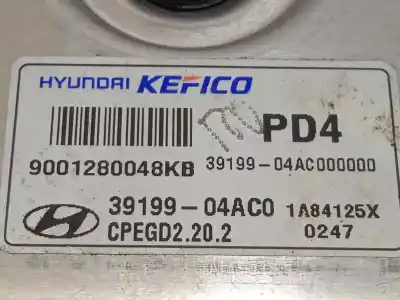 HYUNDAI KEFICO
PD4
9001280048KB 39199-04AC000000
39199-04AC0 1A84125X
CPEGD2.20.2 0247